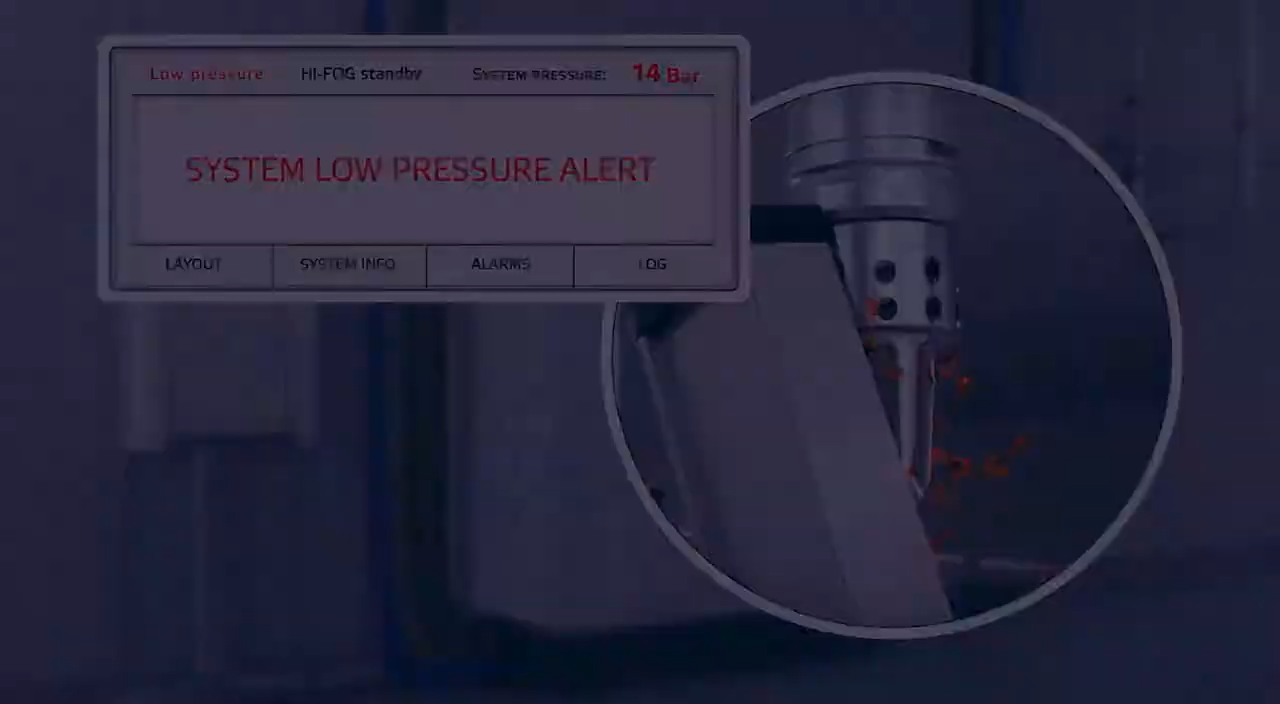 Low pressure HI-FOG standby SYSTEM PRESSURE: 14 Bar
SYSTEM LOW PRESSURE ALERT
LAYOUT SYSTEM INFO ALARMS LOG